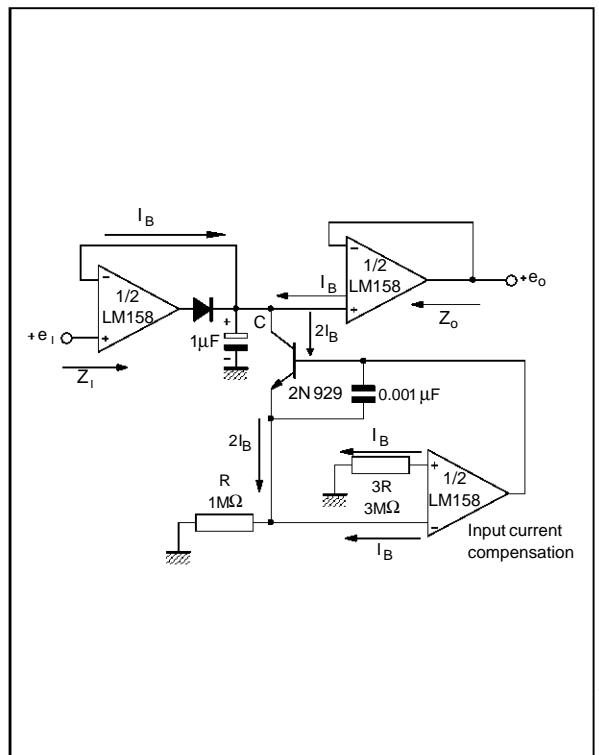 I B
1/2
LM158
+e I
Z I
+
-
+
-
1µF
C
I B
2I B
-
+
1/2
LM158
+e o
Z o
2N 929
0.001 µF
2I B
I B
R
1MΩ
3R
3MΩ
+
-
1/2
LM158
I B
Input current
compensation